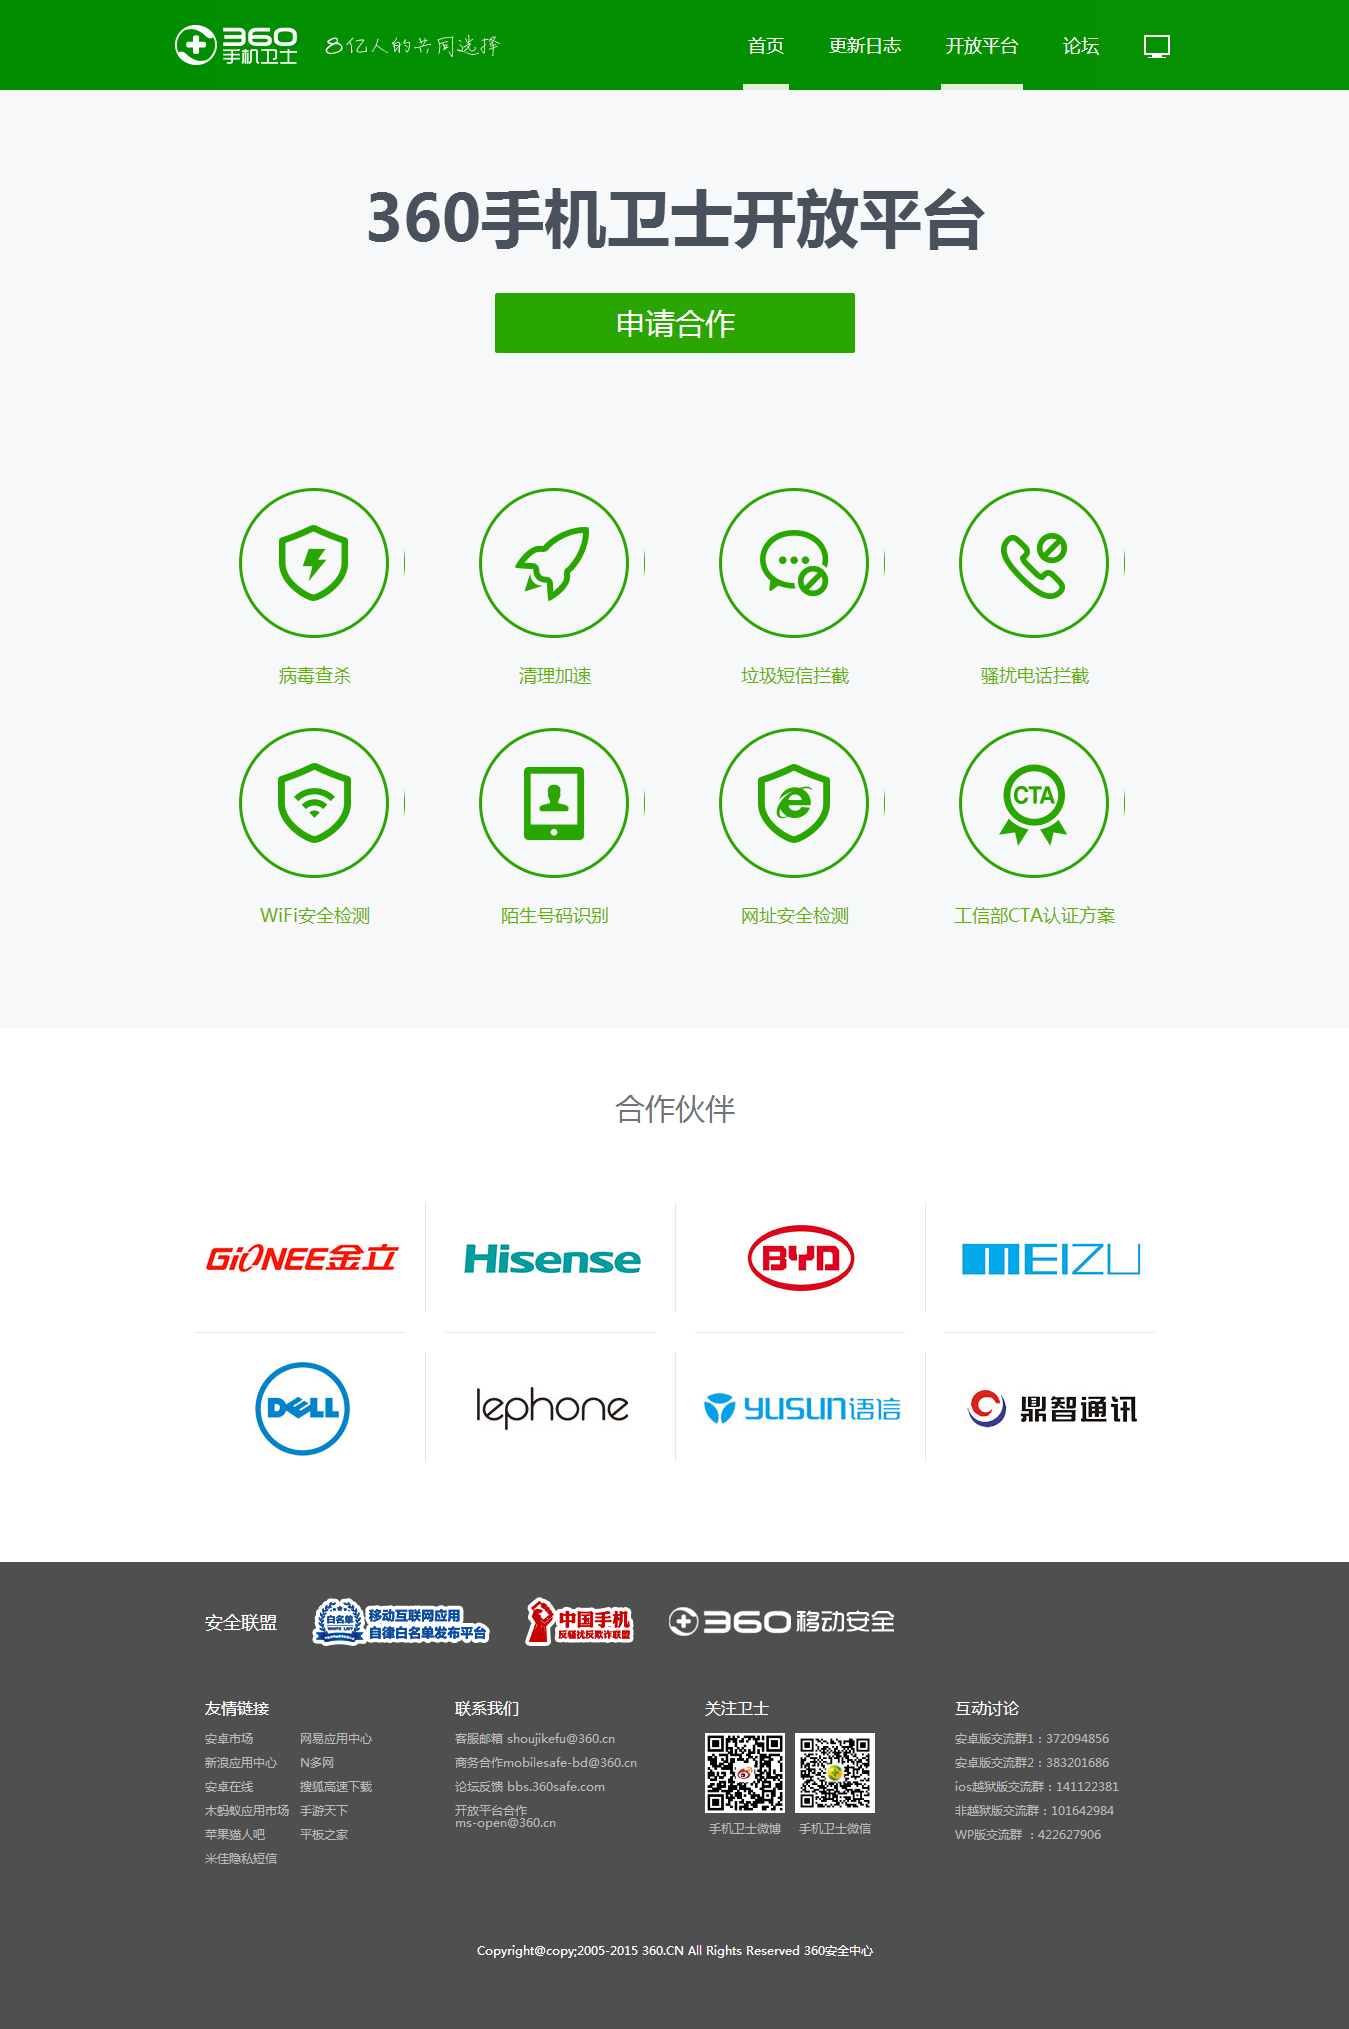 360手机卫士 8亿人的共同选择 首页 更新日志 开放平台 论坛
360手机卫士开放平台
申请合作
病毒查杀 清理加速 垃圾短信拦截 骚扰电话拦截
CTA
WiFi安全检测 陌生号码识别 网址安全检测 工信部CTA认证方案
合作伙伴
GIONEE金立 Hisense BYD MEIZU
DELL lephone YUSUN语信 鼎智通讯
安全联盟 白名单 WHITE LIST 移动互联网应用自律白名单发布平台 中国手机反骚扰反欺诈联盟 360移动安全
友情链接 联系我们 关注卫士 互动讨论
安卓市场 网易应用中心 客服邮箱 shoujikefu@360.cn 安卓版交流群1：372094856
新浪应用中心 N多网 商务合作mobilesafe-bd@360.cn 安卓版交流群2：383201686
安卓在线 搜狐高速下载 论坛反馈 bbs.360safe.com ios越狱版交流群：141122381
木蚂蚁应用市场 手游天下 开放平台合作 非越狱版交流群：101642984
ms-open@360.cn
苹果猫人吧 平板之家 手机卫士微博 手机卫士微信 WP版交流群 ：422627906
米佳隐私短信
Copyright@copy;2005-2015 360.CN All Rights Reserved 360安全中心